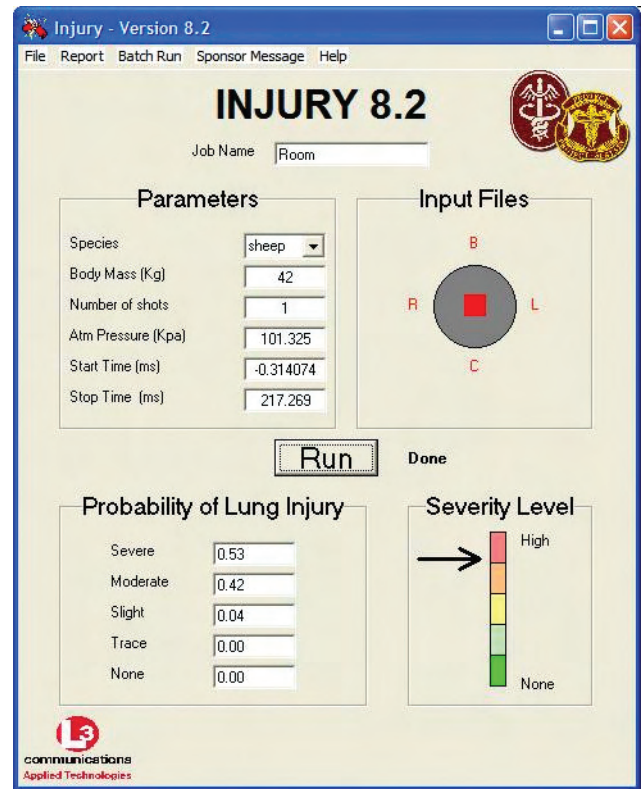 Injury - Version 8.2
File Report Batch Run Sponsor Message Help
INJURY 8.2
Job Name Room
Parameters
Species sheep
Body Mass (Kg) 42
Number of shots 1
Atm Pressure (Kpa) 101.325
Start Time (ms) -0.314074
Stop Time (ms) 217.269
Input Files
B
R L
C
Run Done
Probability of Lung Injury
Severe 0.53
Moderate 0.42
Slight 0.04
Trace 0.00
None 0.00
Severity Level
High
None
L3
communications
Applied Technologies